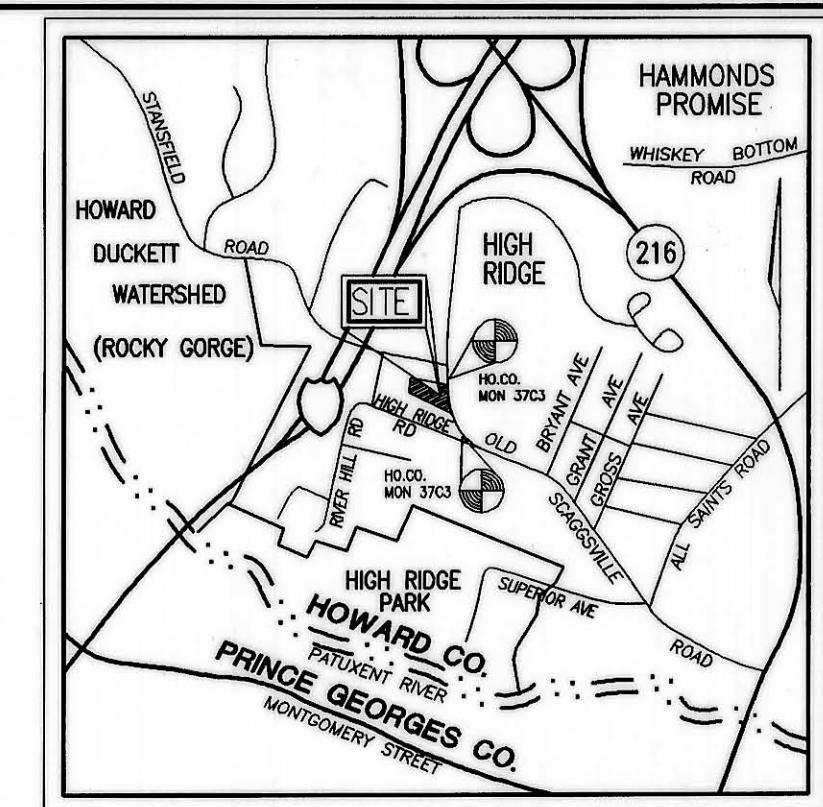 HAMMONDS
PROMISE
WHISKEY BOTTOM
ROAD
STANSFIELD
ROAD
HOWARD
DUCKETT
WATERSHED
(ROCKY GORGE)
HIGH
RIDGE
216
SITE
HO.CO.
MON 37C3
HIGH RIDGE
RD
OLD
SCAGGSVILLE
ROAD
BRYANT AVE
GRANT AVE
GROSS AVE
ALL SAINTS ROAD
RIVER HILL RD
HO.CO.
MON 37C3
HIGH RIDGE
PARK
SUPERIOR AVE
HOWARD CO.
PATUXENT RIVER
PRINCE GEORGES CO.
MONTGOMERY STREET